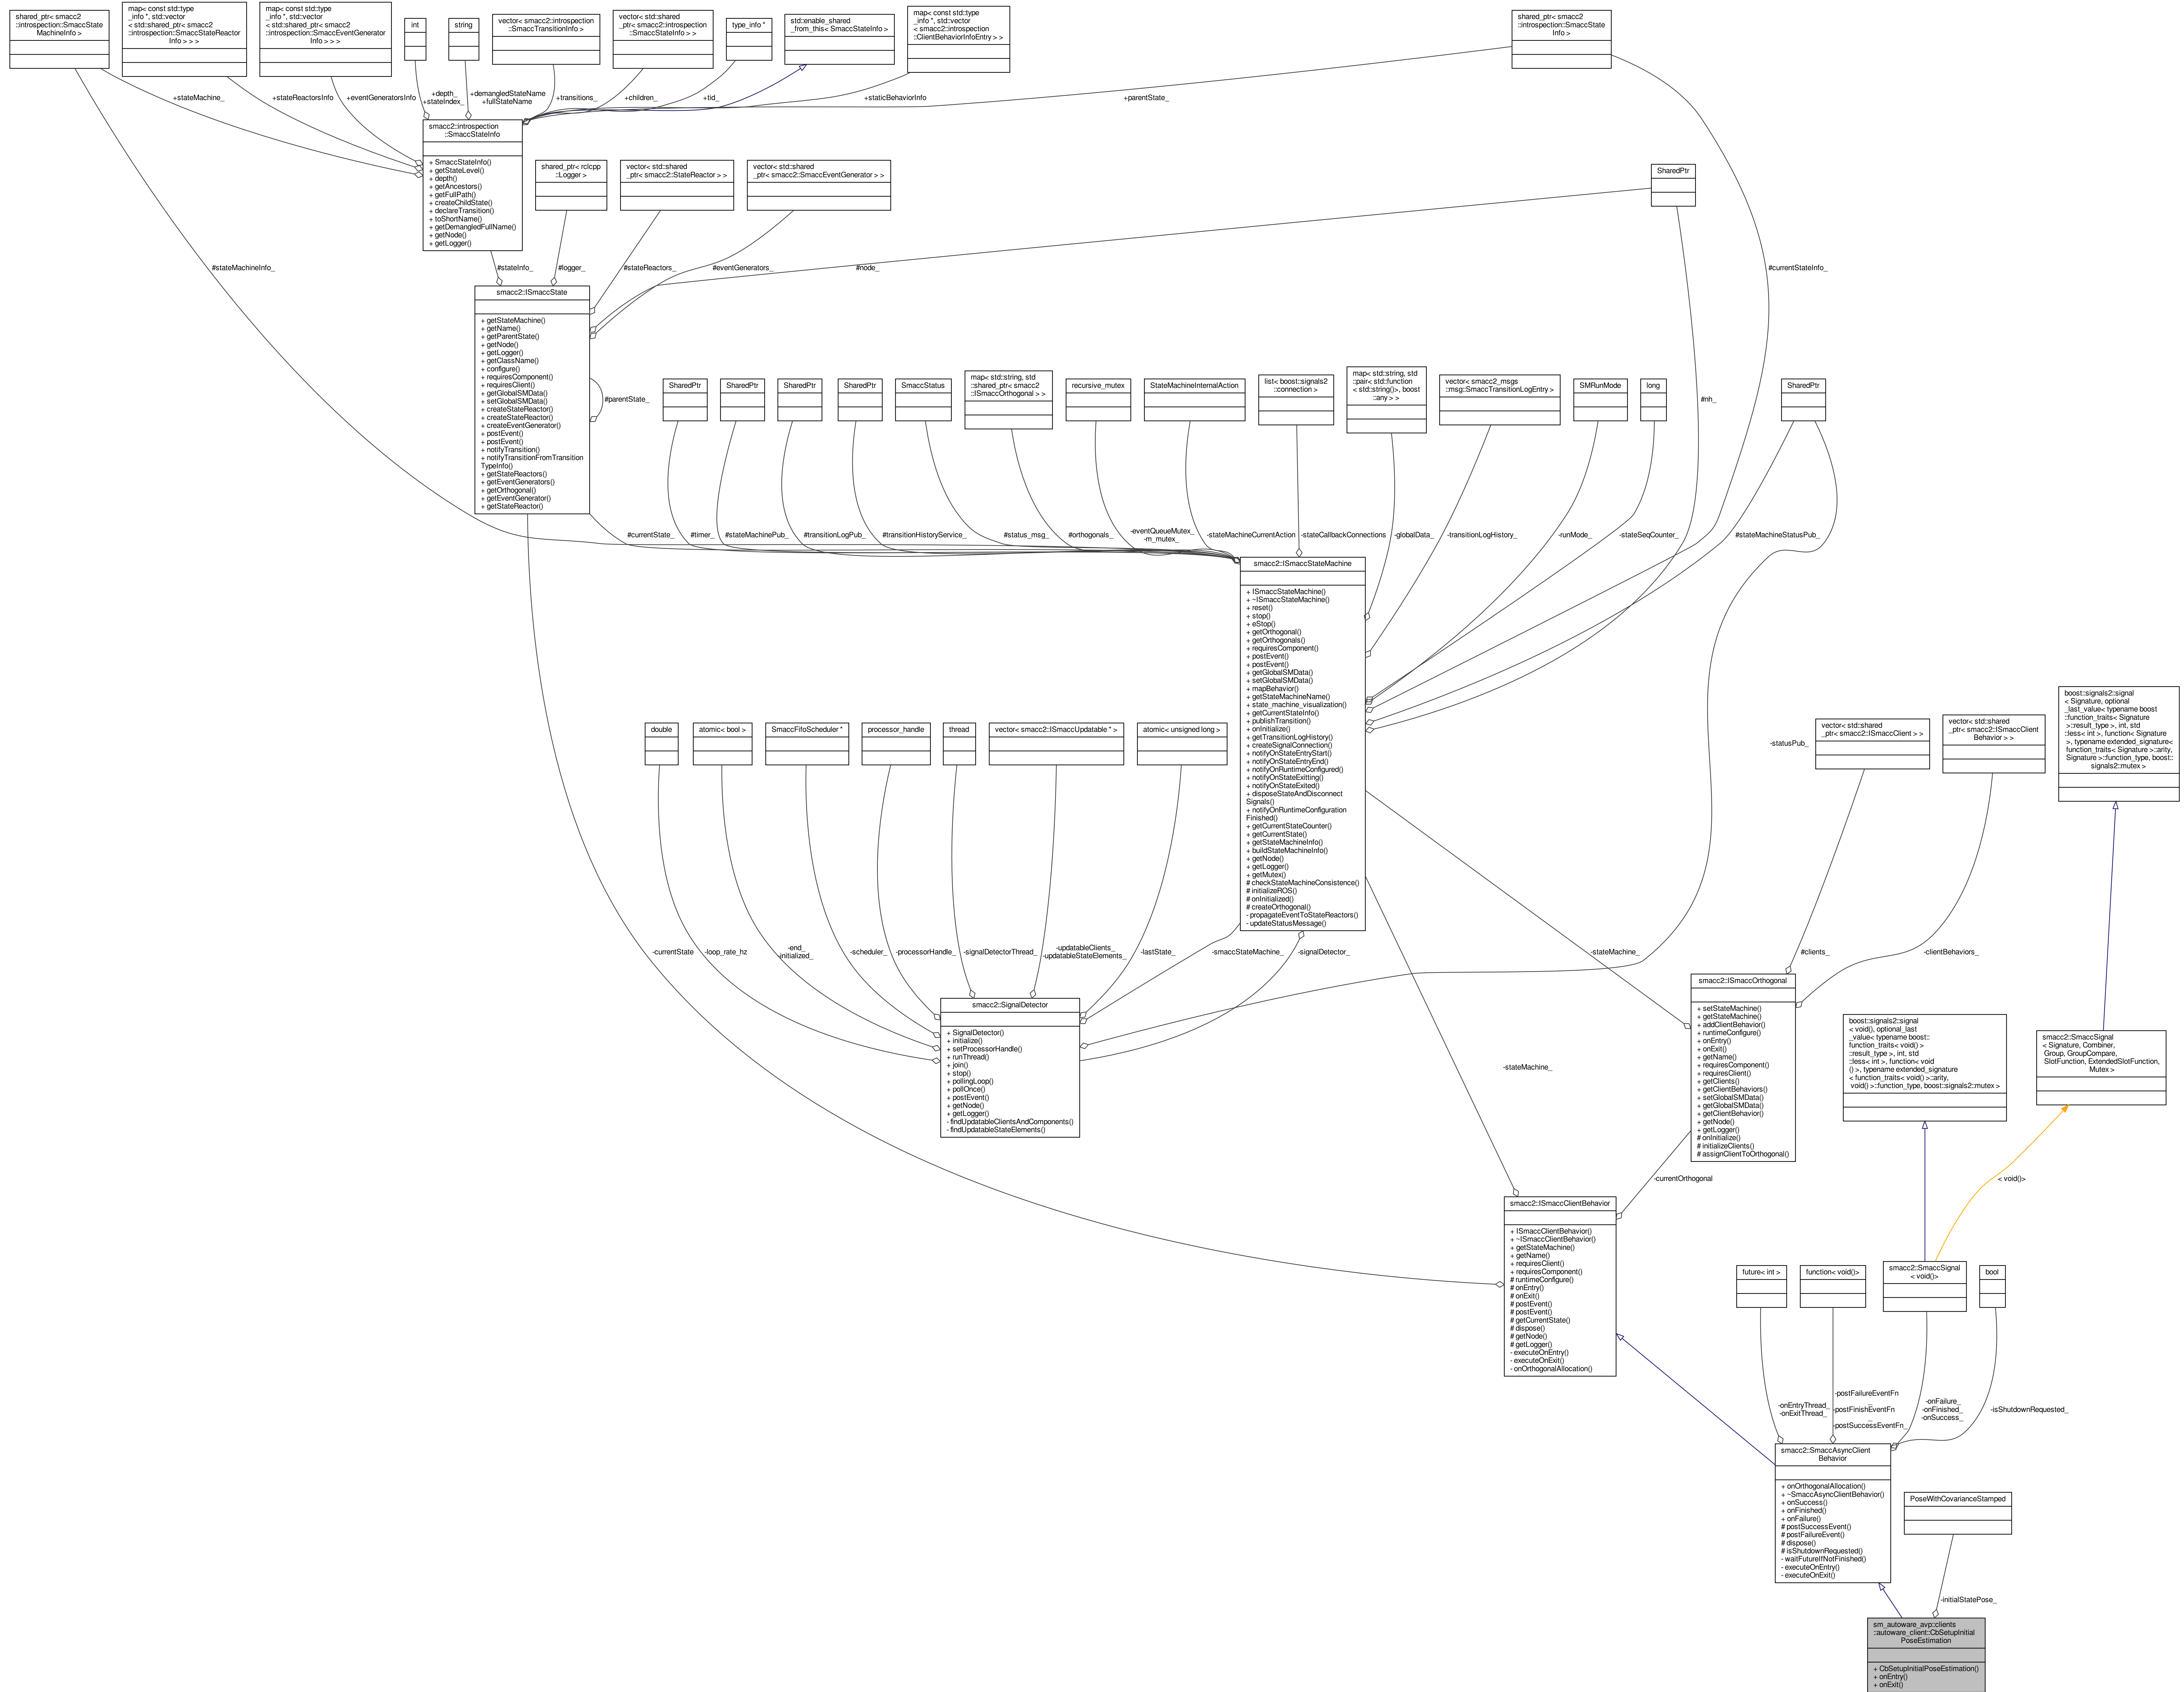 shared_ptr< smacc2
::introspection::SmaccState
MachineInfo >
map< const std::type
_info *, std::vector
< std::shared_ptr< smacc2
::introspection::SmaccStateReactor
Info > > >
map< const std::type
_info *, std::vector
< std::shared_ptr< smacc2
::introspection::SmaccEventGenerator
Info > > >
int
string
vector< smacc2::introspection
::SmaccTransitionInfo >
vector< std::shared
_ptr< smacc2::introspection
::SmaccStateInfo > >
type_info *
std::enable_shared
_from_this< SmaccStateInfo >
map< const std::type
_info *, std::vector
< smacc2::introspection
::ClientBehaviorInfoEntry > >
shared_ptr< smacc2
::introspection::SmaccState
Info >
+stateMachine_
+stateReactorsInfo
+eventGeneratorsInfo
+depth_
+stateIndex_
+demangledStateName
+fullStateName
+transitions_
+children_
+tid_
+staticBehaviorInfo
+parentState_
smacc2::introspection
::SmaccStateInfo
+ SmaccStateInfo()
+ getStateLevel()
+ depth()
+ getAncestors()
+ getFullPath()
+ createChildState()
+ declareTransition()
+ toShortName()
+ getDemangledFullName()
+ getNode()
+ getLogger()
shared_ptr< rclcpp
::Logger >
vector< std::shared
_ptr< smacc2::StateReactor > >
vector< std::shared
_ptr< smacc2::SmaccEventGenerator > >
SharedPtr
#stateMachineInfo_
#stateInfo_
#logger_
#stateReactors_
#eventGenerators_
#node_
#currentStateInfo_
smacc2::ISmaccState
+ getStateMachine()
+ getName()
+ getParentState()
+ getNode()
+ getLogger()
+ getClassName()
+ configure()
+ requiresComponent()
+ requiresClient()
+ getGlobalSMData()
+ setGlobalSMData()
+ createStateReactor()
+ createStateReactor()
+ createEventGenerator()
+ postEvent()
+ postEvent()
+ notifyTransition()
+ notifyTransitionFromTransition
TypeInfo()
+ getStateReactors()
+ getEventGenerators()
+ getOrthogonal()
+ getEventGenerator()
+ getStateReactor()
#parentState_
SharedPtr
SharedPtr
SharedPtr
SharedPtr
SmaccStatus
map< std::string, std
::shared_ptr< smacc2
::ISmaccOrthogonal > >
recursive_mutex
StateMachineInternalAction
list< boost::signals2
::connection >
map< std::string, std
::pair< std::function
< std::string()>, boost
::any > >
vector< smacc2_msgs
::msg::SmaccTransitionLogEntry >
SMRunMode
long
#nh_
SharedPtr
#currentState_
#timer_
#stateMachinePub_
#transitionLogPub_
#transitionHistoryService_
#status_msg_
#orthogonals_
-eventQueueMutex_
-m_mutex_
-stateMachineCurrentAction
-stateCallbackConnections
-globalData_
-transitionLogHistory_
-runMode_
-stateSeqCounter_
#stateMachineStatusPub_
smacc2::ISmaccStateMachine
+ ISmaccStateMachine()
+ ~ISmaccStateMachine()
+ reset()
+ stop()
+ eStop()
+ getOrthogonal()
+ getOrthogonals()
+ requiresComponent()
+ postEvent()
+ postEvent()
+ getGlobalSMData()
+ setGlobalSMData()
+ mapBehavior()
+ getStateMachineName()
+ state_machine_visualization()
+ getCurrentStateInfo()
+ publishTransition()
+ onInitialize()
+ getTransitionLogHistory()
+ createSignalConnection()
+ notifyOnStateEntryStart()
+ notifyOnStateEntryEnd()
+ notifyOnRuntimeConfigured()
+ notifyOnStateExitting()
+ notifyOnStateExited()
+ disposeStateAndDisconnect
Signals()
+ notifyOnRuntimeConfiguration
Finished()
+ getCurrentStateCounter()
+ getCurrentState()
+ getStateMachineInfo()
+ buildStateMachineInfo()
+ getNode()
+ getLogger()
+ getMutex()
# checkStateMachineConsistence()
# initializeROS()
# onInitialized()
# createOrthogonal()
- propagateEventToStateReactors()
- updateStatusMessage()
double
atomic< bool >
SmaccFifoScheduler *
processor_handle
thread
vector< smacc2::ISmaccUpdatable * >
atomic< unsigned long >
-statusPub_
vector< std::shared
_ptr< smacc2::ISmaccClient > >
vector< std::shared
_ptr< smacc2::ISmaccClient
Behavior > >
boost::signals2::signal
< Signature, optional
_last_value< typename boost
::function_traits< Signature
>::result_type >, int, std
::less< int >, function< Signature
>, typename extended_signature<
function_traits< Signature >::arity,
Signature >::function_type, boost::
signals2::mutex >
-currentState
-loop_rate_hz
-end_
-initialized_
-scheduler_
-processorHandle_
-signalDetectorThread_
-updatableClients_
-updatableStateElements_
-lastState_
-smaccStateMachine_
-signalDetector_
-stateMachine_
#clients_
-clientBehaviors_
smacc2::SignalDetector
+ SignalDetector()
+ initialize()
+ setProcessorHandle()
+ runThread()
+ join()
+ stop()
+ pollingLoop()
+ pollOnce()
+ postEvent()
+ getNode()
+ getLogger()
- findUpdatableClientsAndComponents()
- findUpdatableStateElements()
smacc2::ISmaccOrthogonal
+ setStateMachine()
+ getStateMachine()
+ addClientBehavior()
+ runtimeConfigure()
+ onEntry()
+ onExit()
+ getName()
+ requiresComponent()
+ requiresClient()
+ getClients()
+ getClientBehaviors()
+ setGlobalSMData()
+ getGlobalSMData()
+ getClientBehavior()
+ getNode()
+ getLogger()
# onInitialize()
# initializeClients()
# assignClientToOrthogonal()
boost::signals2::signal
< void(), optional_last
_value< typename boost::
function_traits< void() >
::result_type >, int, std
::less< int >, function< void
() >, typename extended_signature
< function_traits< void() >::arity,
void() >::function_type, boost::signals2::mutex >
smacc2::SmaccSignal
< Signature, Combiner,
Group, GroupCompare,
SlotFunction, ExtendedSlotFunction,
Mutex >
-stateMachine_
-currentOrthogonal
< void()>
smacc2::ISmaccClientBehavior
+ ISmaccClientBehavior()
+ ~ISmaccClientBehavior()
+ getStateMachine()
+ getName()
+ requiresClient()
+ requiresComponent()
# runtimeConfigure()
# onEntry()
# onExit()
# postEvent()
# postEvent()
# getCurrentState()
# dispose()
# getNode()
# getLogger()
- executeOnEntry()
- executeOnExit()
- onOrthogonalAllocation()
future< int >
function< void()>
smacc2::SmaccSignal
< void()>
bool
-onEntryThread_
-onExitThread_
-postFailureEventFn
_
-postFinishEventFn
_
-postSuccessEventFn_
-onFailure_
-onFinished_
-onSuccess_
-isShutdownRequested_
smacc2::SmaccAsyncClient
Behavior
+ onOrthogonalAllocation()
+ ~SmaccAsyncClientBehavior()
+ onSuccess()
+ onFinished()
+ onFailure()
# postSuccessEvent()
# postFailureEvent()
# dispose()
# isShutdownRequested()
- waitFutureIfNotFinished()
- executeOnEntry()
- executeOnExit()
PoseWithCovarianceStamped
-initialStatePose_
sm_autoware_avp::clients
::autoware_client::CbSetupInitial
PoseEstimation
+ CbSetupInitialPoseEstimation()
+ onEntry()
+ onExit()